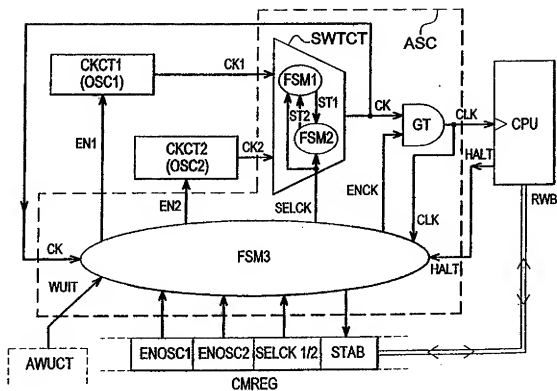 SWTCT
ASC
CKCT1
(OSC1)
CK1
FSM1
ST1
ST2
FSM2
CK
GT
CLK
CPU
CKCT2
(OSC2)
CK2
EN1
EN2
SELCK
ENCK
CLK
HALT
RWB
CK
FSM3
HALT
WUIT
AWUCT
ENOSC1
ENOSC2
SELCK 1/2
STAB
CMREG